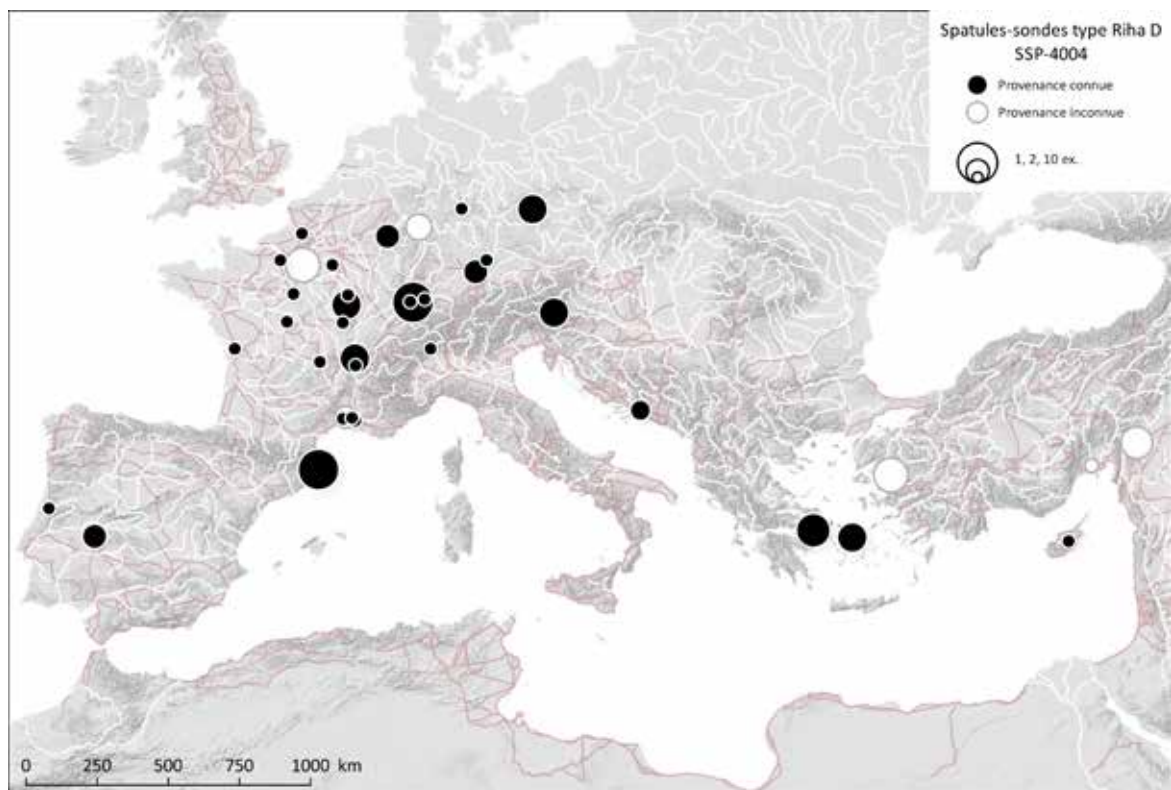 Spatules-sondes type Riha D
SSP-4004
Provenance connue
Provenance inconnue
1, 2, 10 ex.
0 250 500 750 1000 km